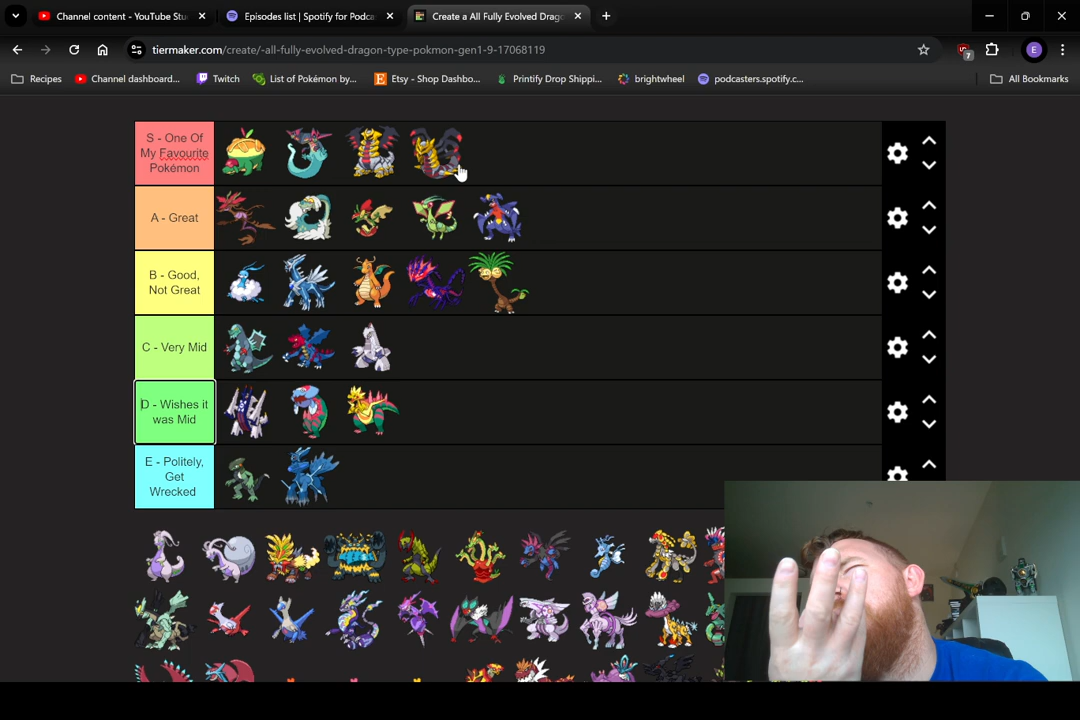 Channel content - YouTube Stu
Episodes list | Spotify for Podca
Create a All Fully Evolved Drago
tiermaker.com/create/-all-fully-evolved-dragon-type-pokmon-gen1-9-17068119
E
7
Recipes
Channel dashboard...
Twitch
List of Pokémon by...
Etsy - Shop Dashbo...
Printify Drop Shippi...
brightwheel
podcasters.spotify.c...
All Bookmarks
S - One Of
My Favourite
Pokémon
A - Great
B - Good,
Not Great
C - Very Mid
D - Wishes it
was Mid
E - Politely,
Get
Wrecked